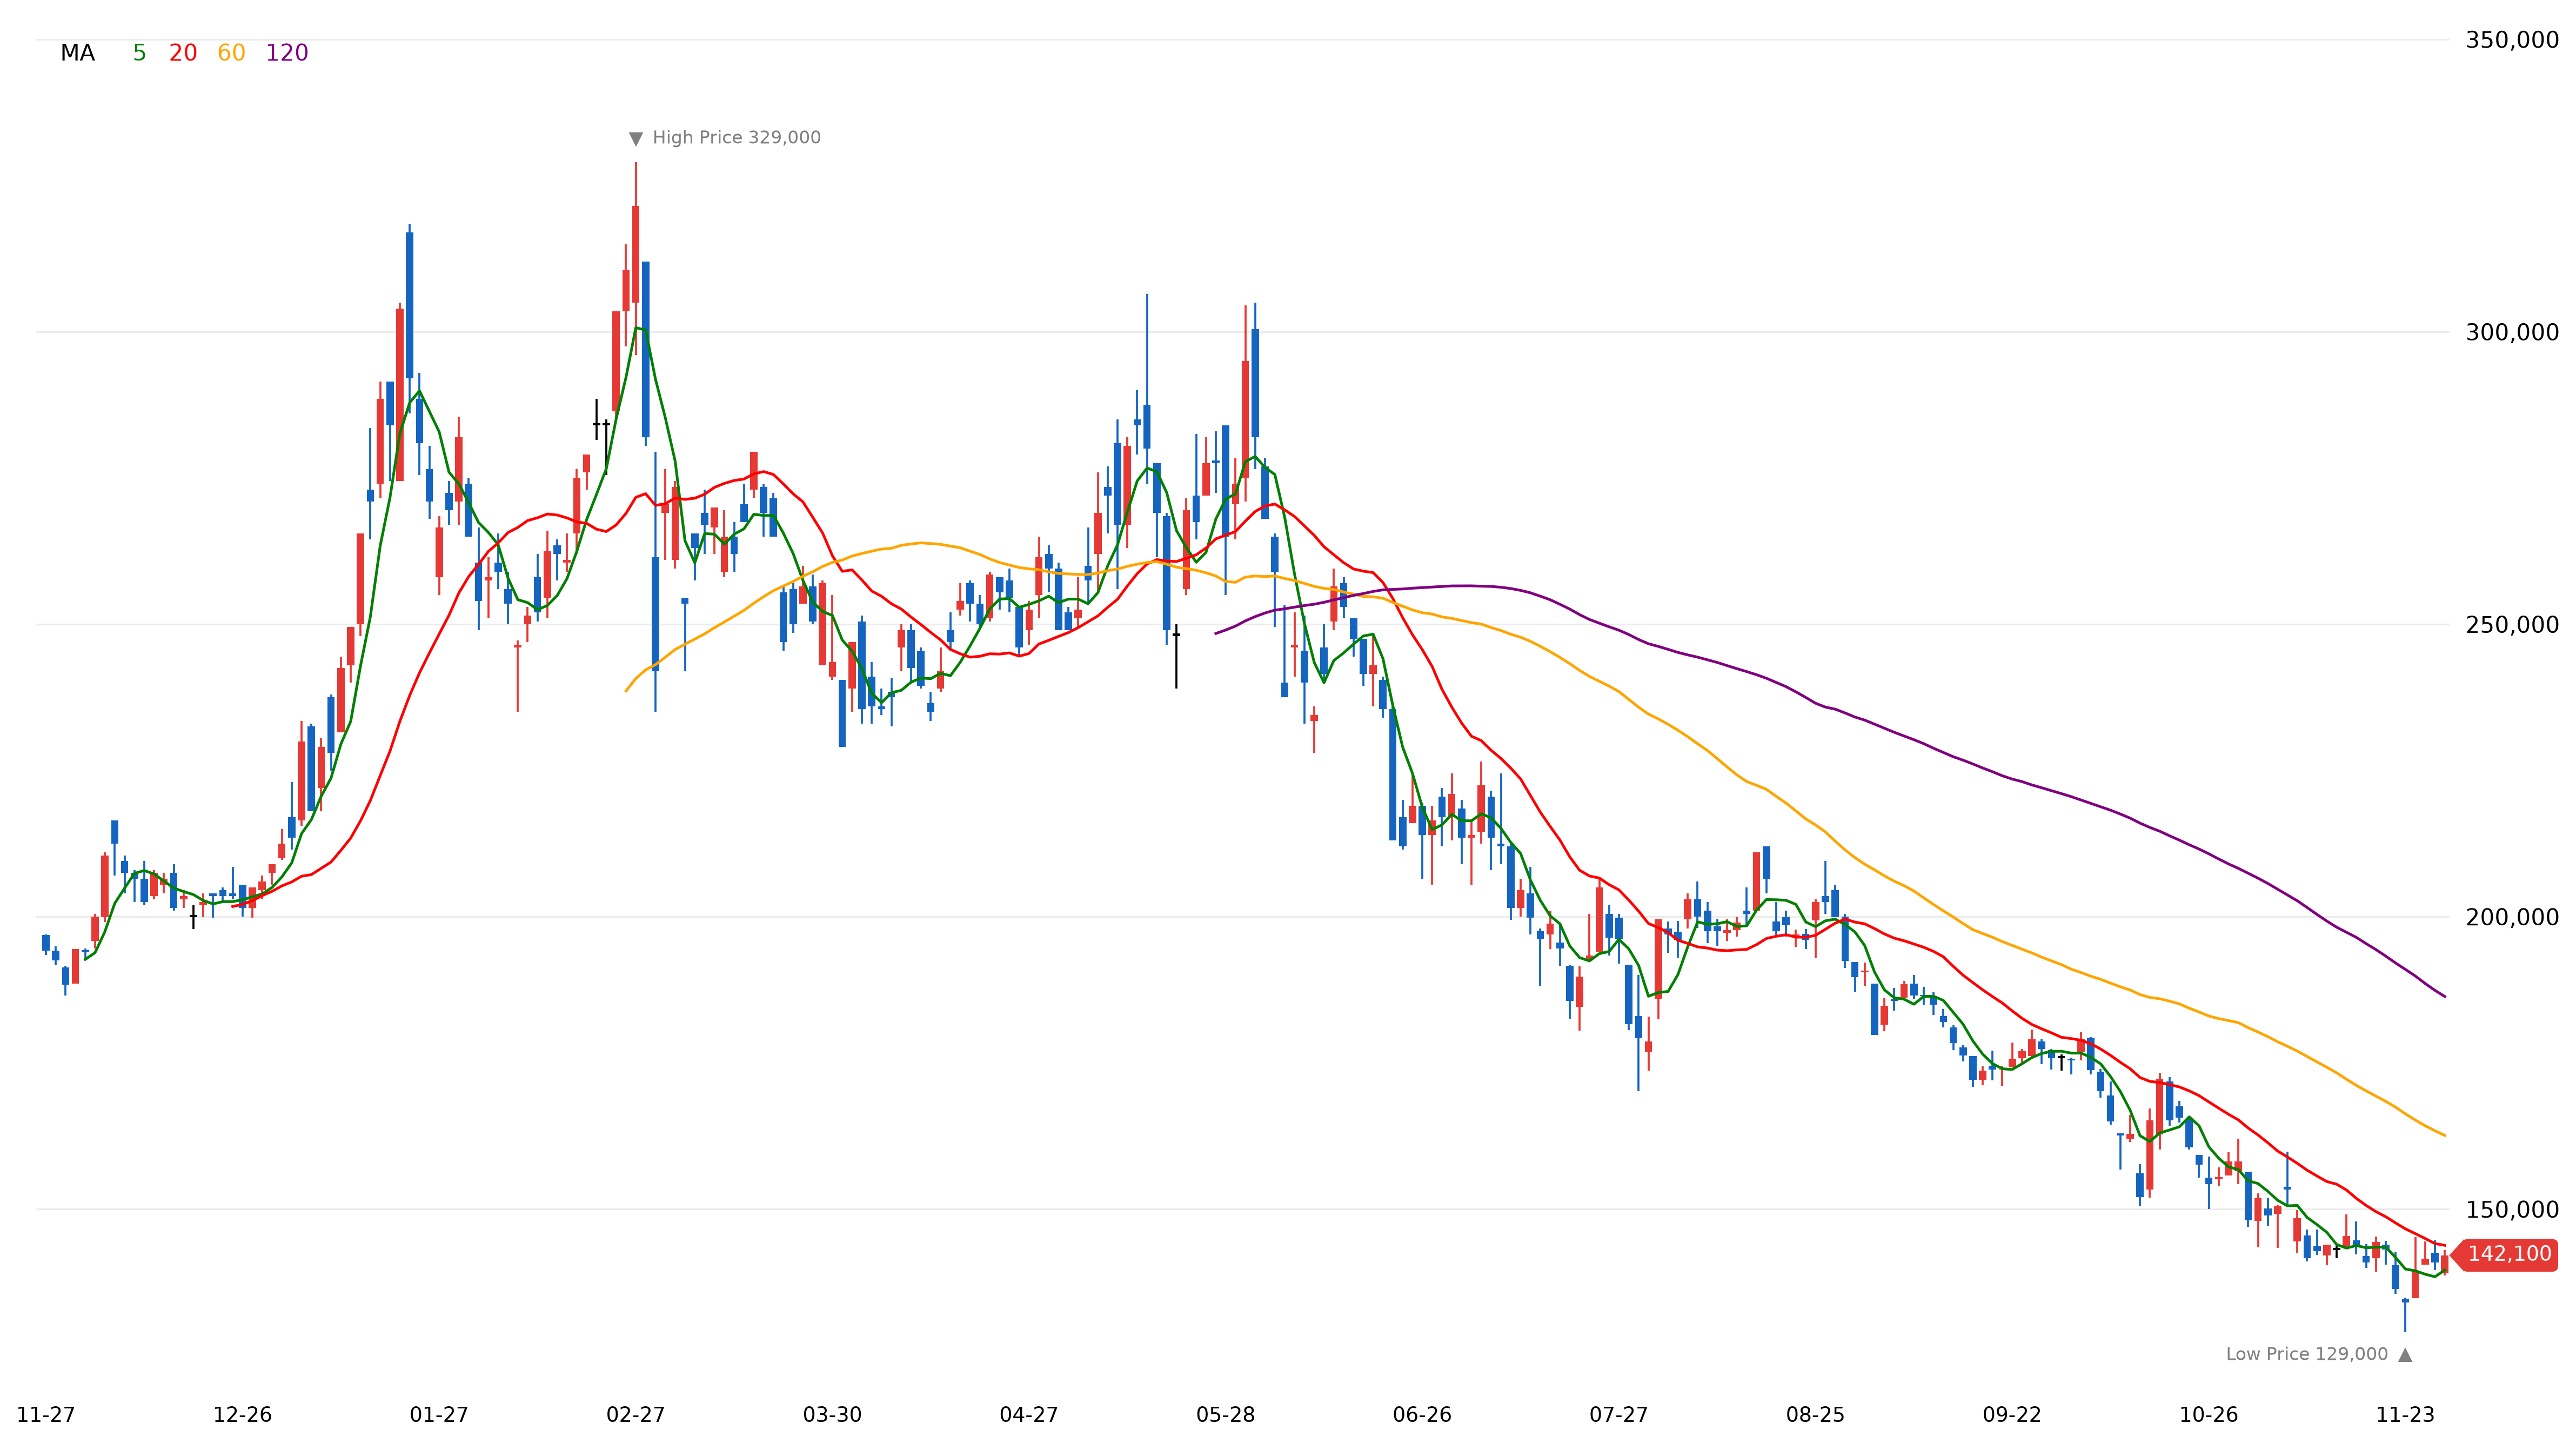 350,000
MA 5 20 60 120
▼ High Price 329,000
300,000
250,000
200,000
150,000
142,100
Low Price 129,000 ▲
11-27 12-26 01-27 02-27 03-30 04-27 05-28 06-26 07-27 08-25 09-22 10-26 11-23